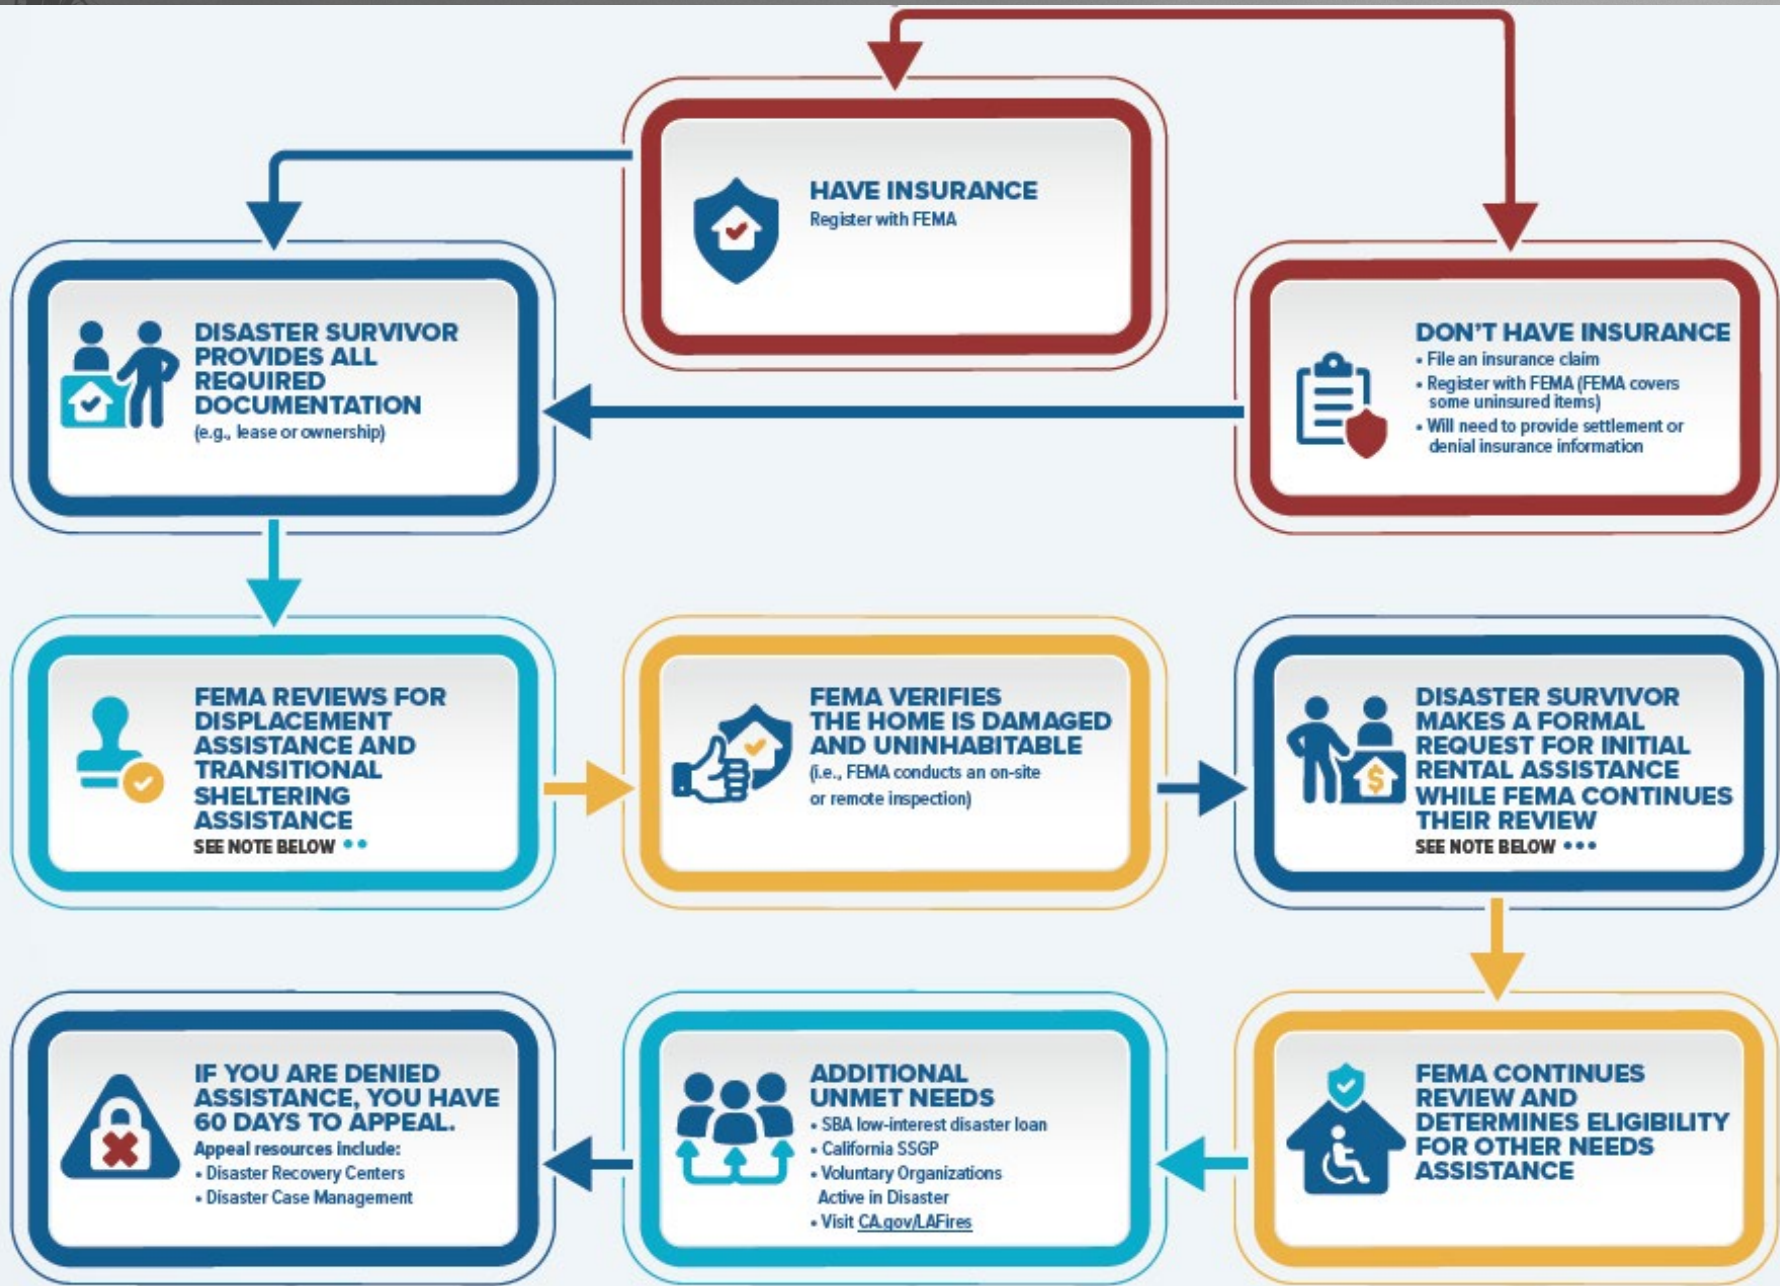 HAVE INSURANCE
Register with FEMA
DON'T HAVE INSURANCE
• File an insurance claim
• Register with FEMA (FEMA covers
some uninsured items)
• Will need to provide settlement or
denial insurance information
DISASTER SURVIVOR
PROVIDES ALL
REQUIRED
DOCUMENTATION
(e.g., lease or ownership)
FEMA REVIEWS FOR
DISPLACEMENT
ASSISTANCE AND
TRANSITIONAL
SHELTERING
ASSISTANCE
SEE NOTE BELOW ••
FEMA VERIFIES
THE HOME IS DAMAGED
AND UNINHABITABLE
(i.e., FEMA conducts an on-site
or remote inspection)
DISASTER SURVIVOR
MAKES A FORMAL
REQUEST FOR INITIAL
RENTAL ASSISTANCE
WHILE FEMA CONTINUES
THEIR REVIEW
SEE NOTE BELOW •••
FEMA CONTINUES
REVIEW AND
DETERMINES ELIGIBILITY
FOR OTHER NEEDS
ASSISTANCE
ADDITIONAL
UNMET NEEDS
• SBA low-interest disaster loan
• California SSGP
• Voluntary Organizations
Active in Disaster
• Visit CA.gov/LAFires
IF YOU ARE DENIED
ASSISTANCE, YOU HAVE
60 DAYS TO APPEAL.
Appeal resources include:
• Disaster Recovery Centers
• Disaster Case Management